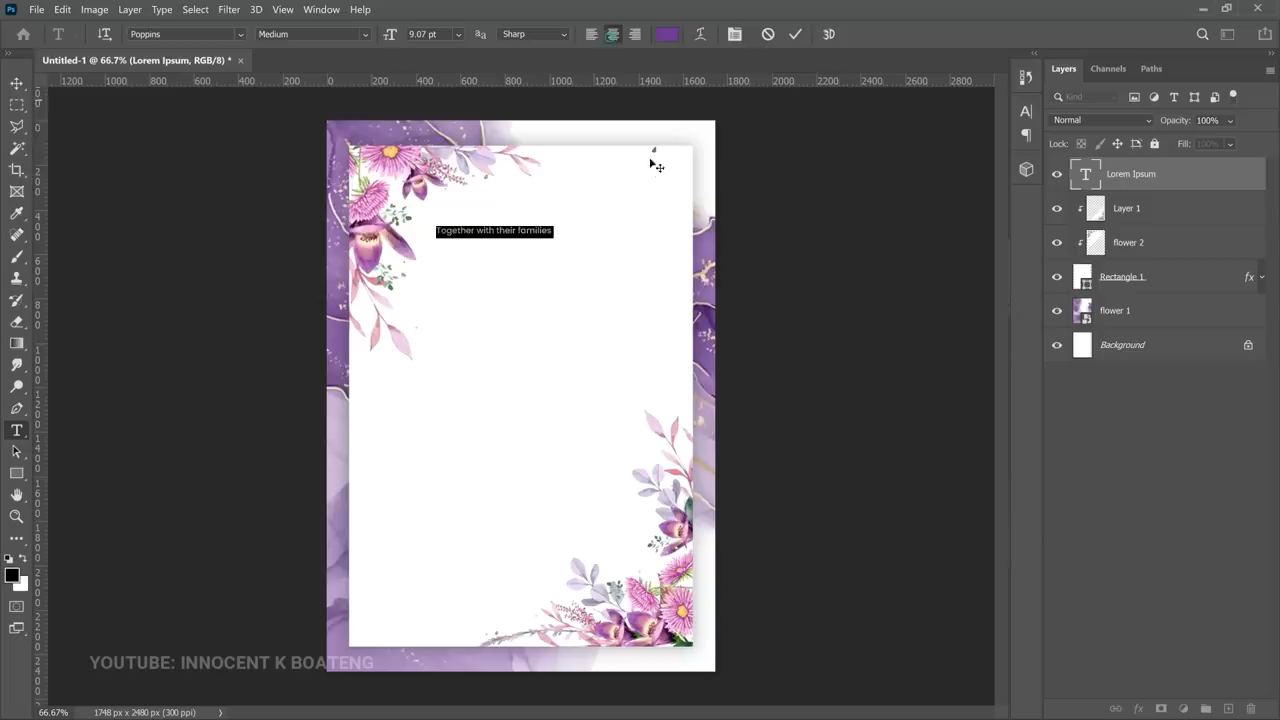 Ps File Edit Image Layer Type Select Filter 3D View Window Help
T Poppins Medium 9.07 pt Sharp 3D
Untitled-1 @ 66.7% (Lorem Ipsum, RGB/8) *
1200 1000 800 600 400 200 0 200 400 600 800 1000 1200 1400 1600 1800 2000 2200 2400 2600 2800
Layers Channels Paths
Kind
Normal Opacity: 100%
Lock: Fill: 100%
Lorem Ipsum
Layer 1
flower 2
Rectangle 1 fx
flower 1
Background
Together with their families
YOUTUBE: INNOCENT K BOATENG
66.67% 1748 px x 2480 px (300 ppi)